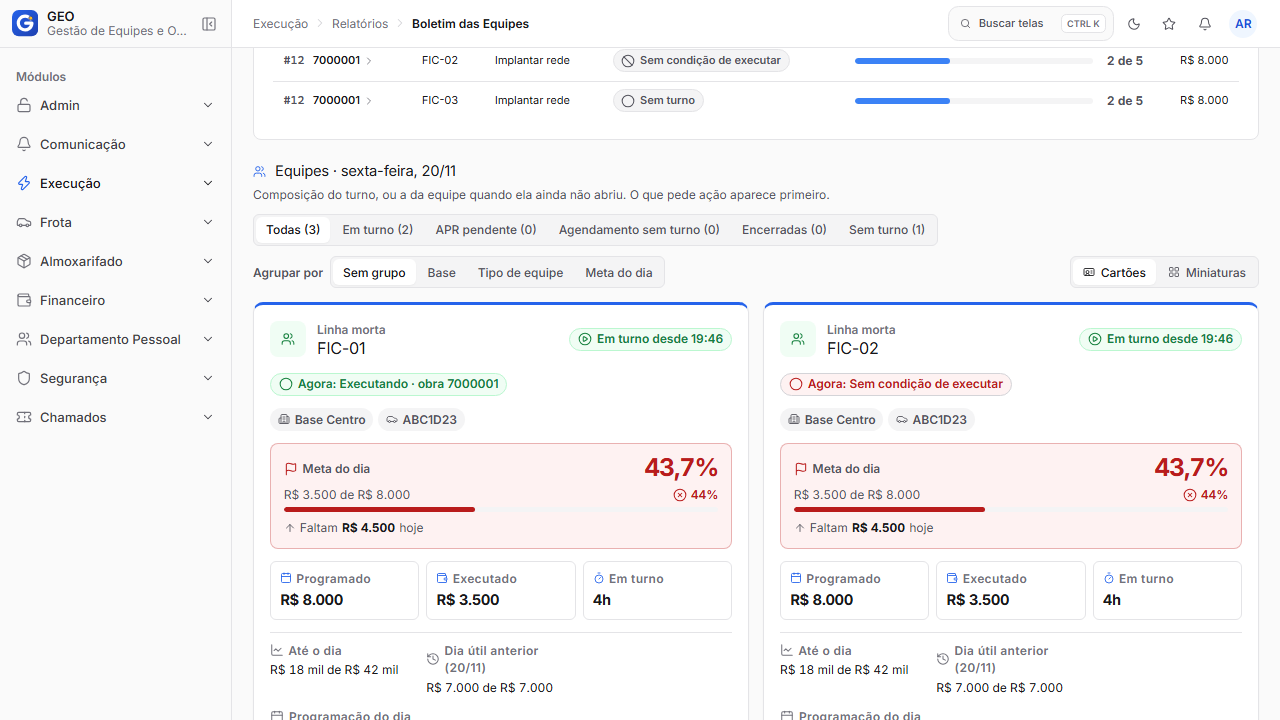 GEO
Gestão de Equipes e O...
Execução
Relatórios
Boletim das Equipes
Buscar telas
CTRL K
AR
Módulos
Admin
Comunicação
Execução
Frota
Almoxarifado
Financeiro
Departamento Pessoal
Segurança
Chamados
#12 7000001 FIC-02 Implantar rede Sem condição de executar 2 de 5 R$ 8.000
#12 7000001 FIC-03 Implantar rede Sem turno 2 de 5 R$ 8.000
Equipes · sexta-feira, 20/11
Composição do turno, ou a da equipe quando ela ainda não abriu. O que pede ação aparece primeiro.
Todas (3) Em turno (2) APR pendente (0) Agendamento sem turno (0) Encerradas (0) Sem turno (1)
Agrupar por Sem grupo Base Tipo de equipe Meta do dia Cartões Miniaturas
Linha morta
FIC-01
Em turno desde 19:46
Agora: Executando · obra 7000001
Base Centro ABC1D23
Meta do dia 43,7%
R$ 3.500 de R$ 8.000 44%
Faltam R$ 4.500 hoje
Programado Executado Em turno
R$ 8.000 R$ 3.500 4h
Até o dia
R$ 18 mil de R$ 42 mil
Dia útil anterior
(20/11)
R$ 7.000 de R$ 7.000
Programação do dia
Linha morta
FIC-02
Em turno desde 19:46
Agora: Sem condição de executar
Base Centro ABC1D23
Meta do dia 43,7%
R$ 3.500 de R$ 8.000 44%
Faltam R$ 4.500 hoje
Programado Executado Em turno
R$ 8.000 R$ 3.500 4h
Até o dia
R$ 18 mil de R$ 42 mil
Dia útil anterior
(20/11)
R$ 7.000 de R$ 7.000
Programação do dia